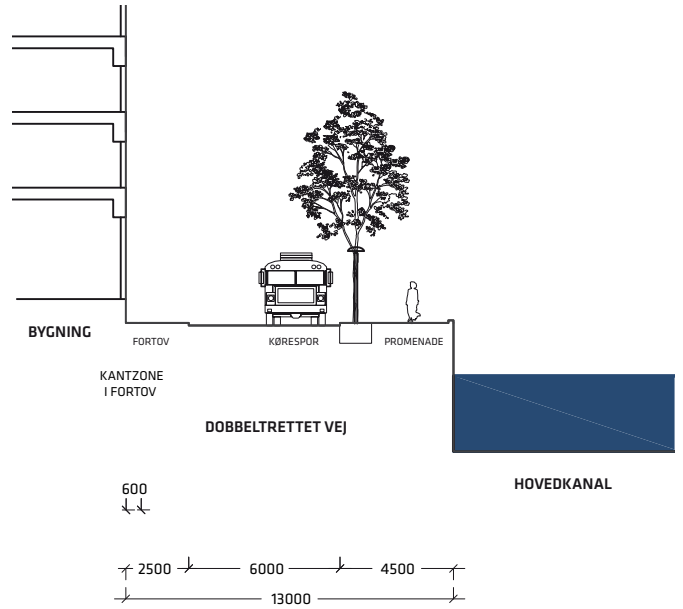 BYGNING
FORTOV
KØRESPOR
PROMENADE
KANTZONE
I FORTOV
DOBBELTRETTET VEJ
HOVEDKANAL
600
2500
6000
4500
13000